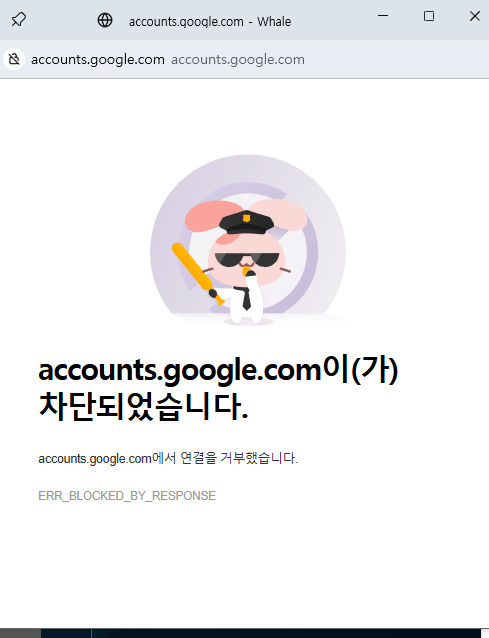 accounts.google.com - Whale
accounts.google.com accounts.google.com
accounts.google.com이(가)
차단되었습니다.
accounts.google.com에서 연결을 거부했습니다.
ERR_BLOCKED_BY_RESPONSE